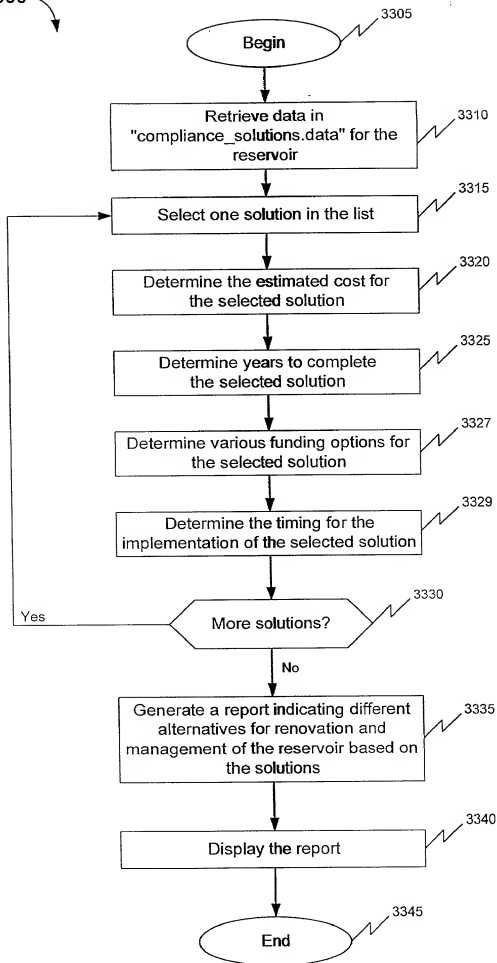 3305
Begin
3310
Retrieve data in
"compliance_solutions.data" for the
reservoir
3315
Select one solution in the list
3320
Determine the estimated cost for
the selected solution
3325
Determine years to complete
the selected solution
3327
Determine various funding options for
the selected solution
3329
Determine the timing for the
implementation of the selected solution
3330
More solutions?
Yes
No
3335
Generate a report indicating different
alternatives for renovation and
management of the reservoir based on
the solutions
3340
Display the report
3345
End